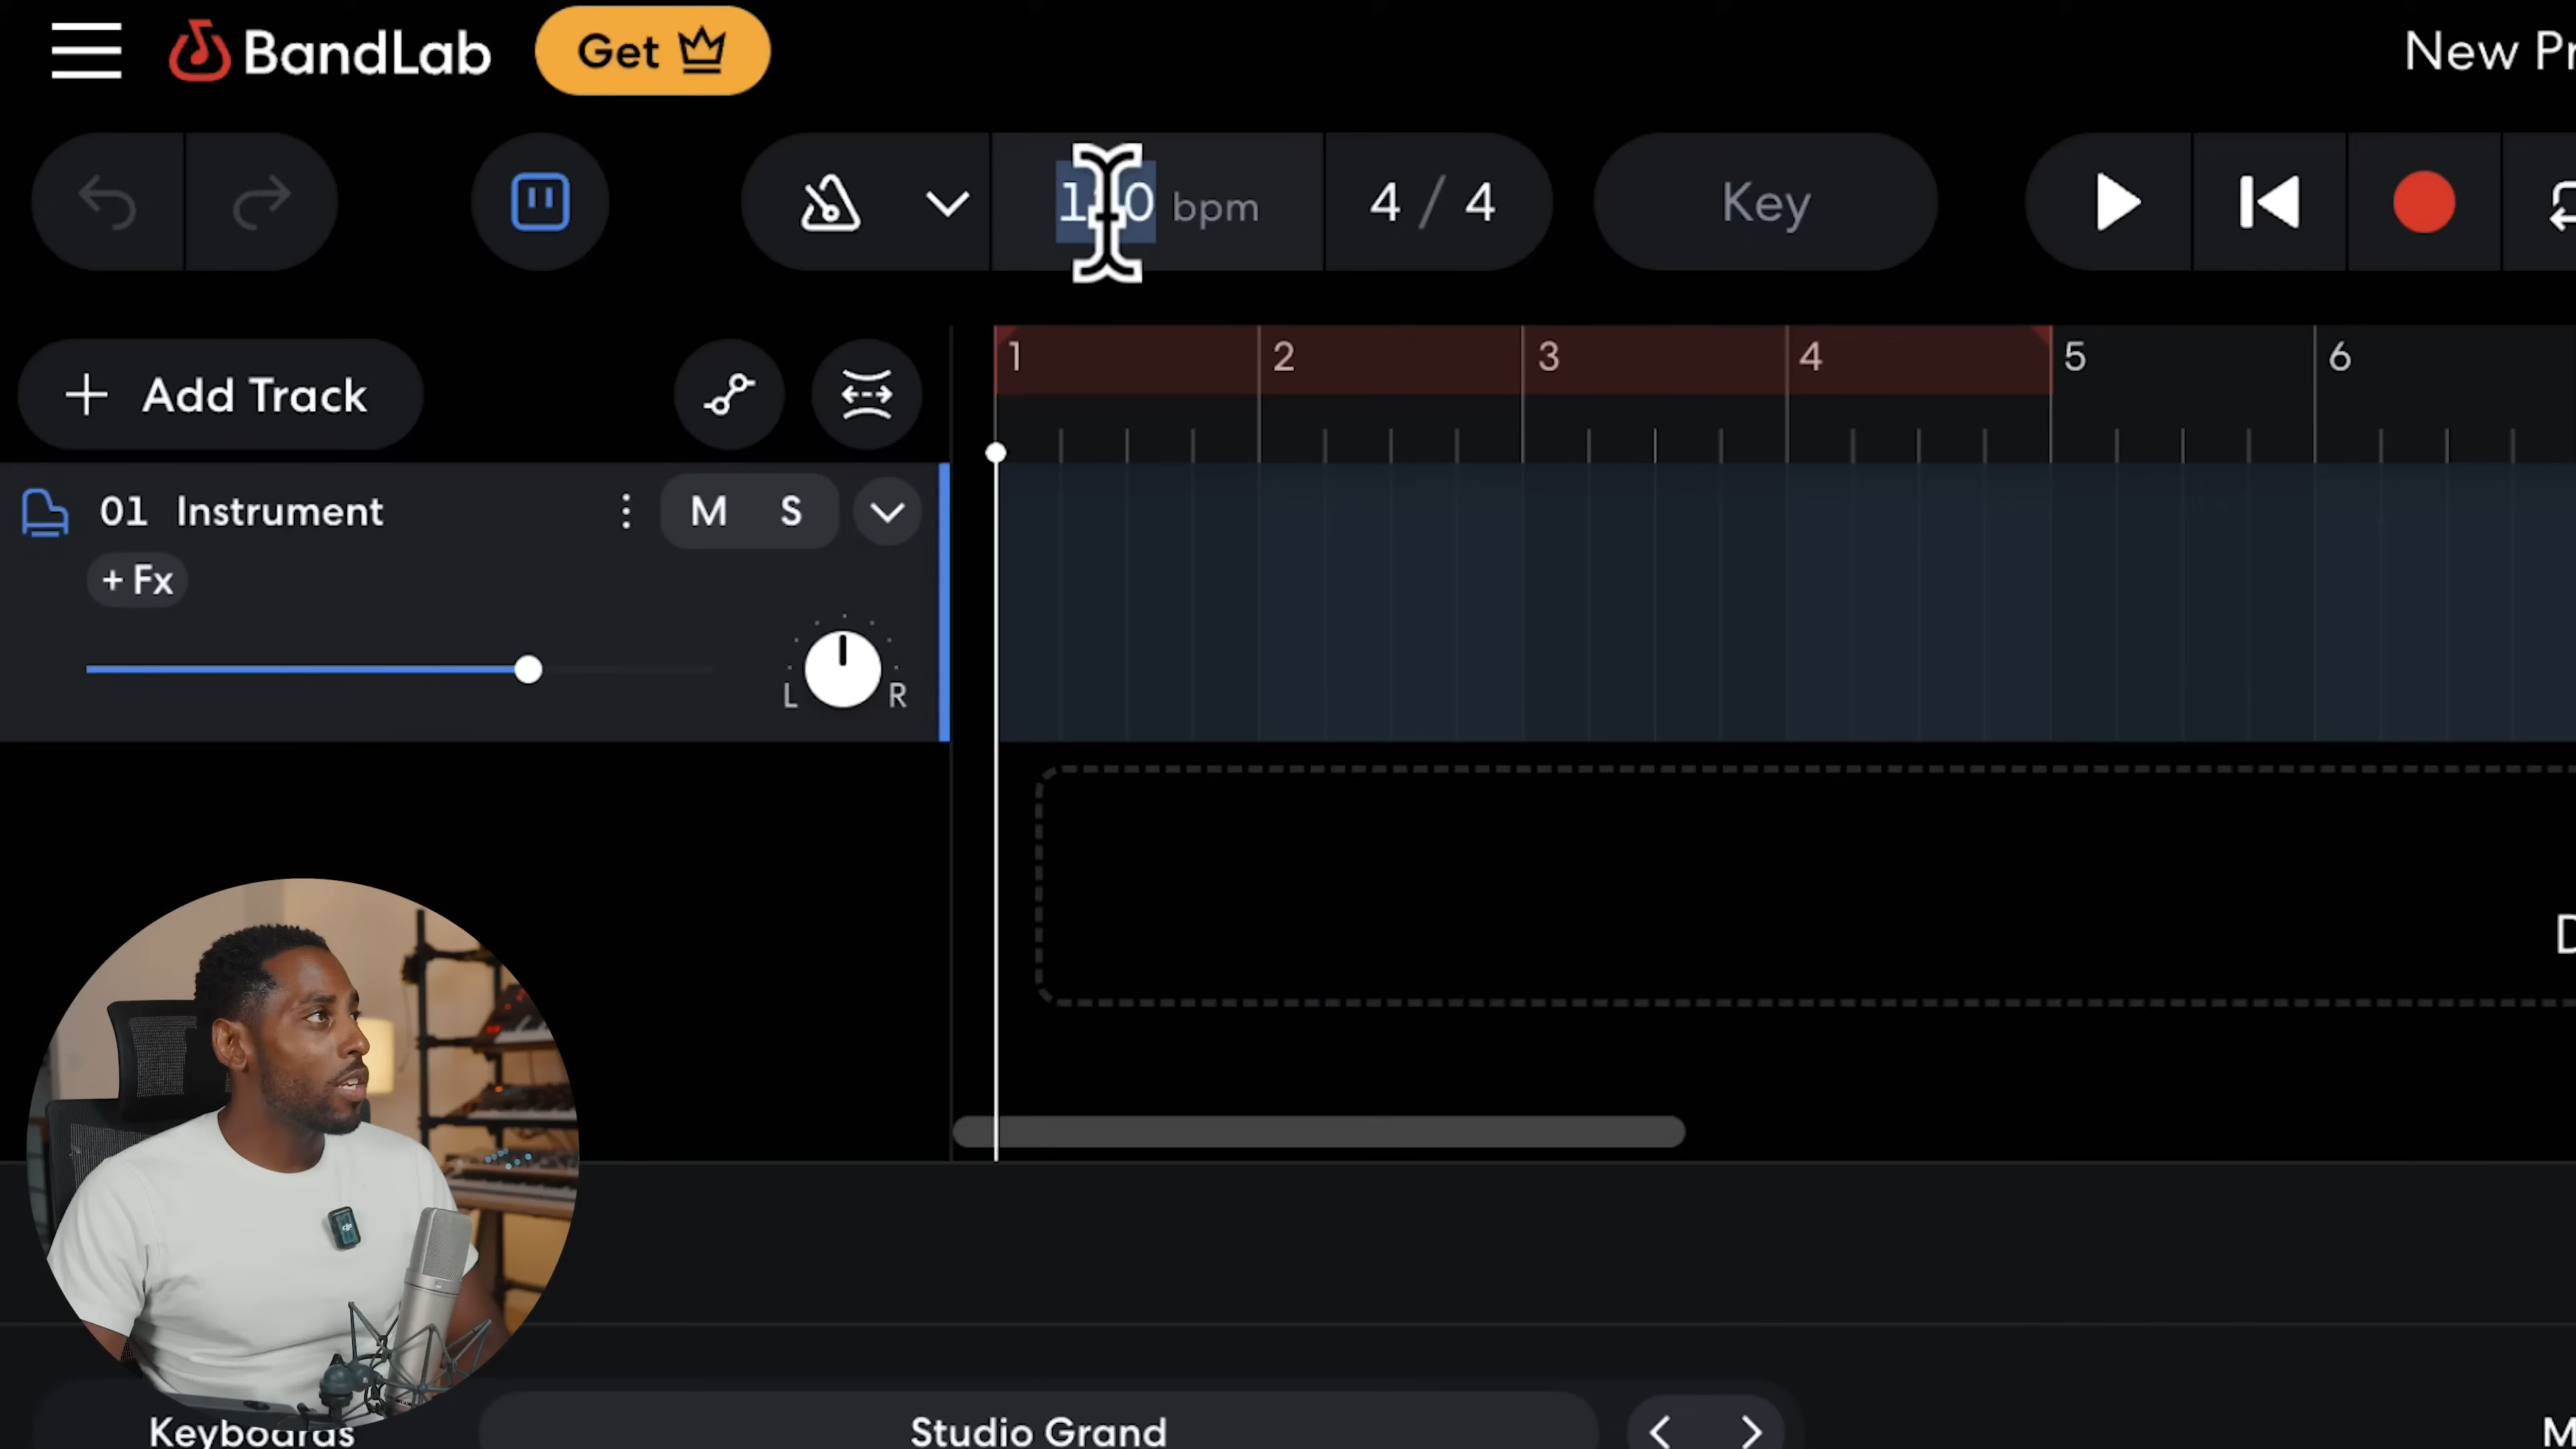 BandLab
Get
New Pr
bpm
4 / 4
Key
1
2
3
4
5
6
+ Add Track
01 Instrument
M S
+ Fx
L R
D
Keyboards
Studio Grand
M